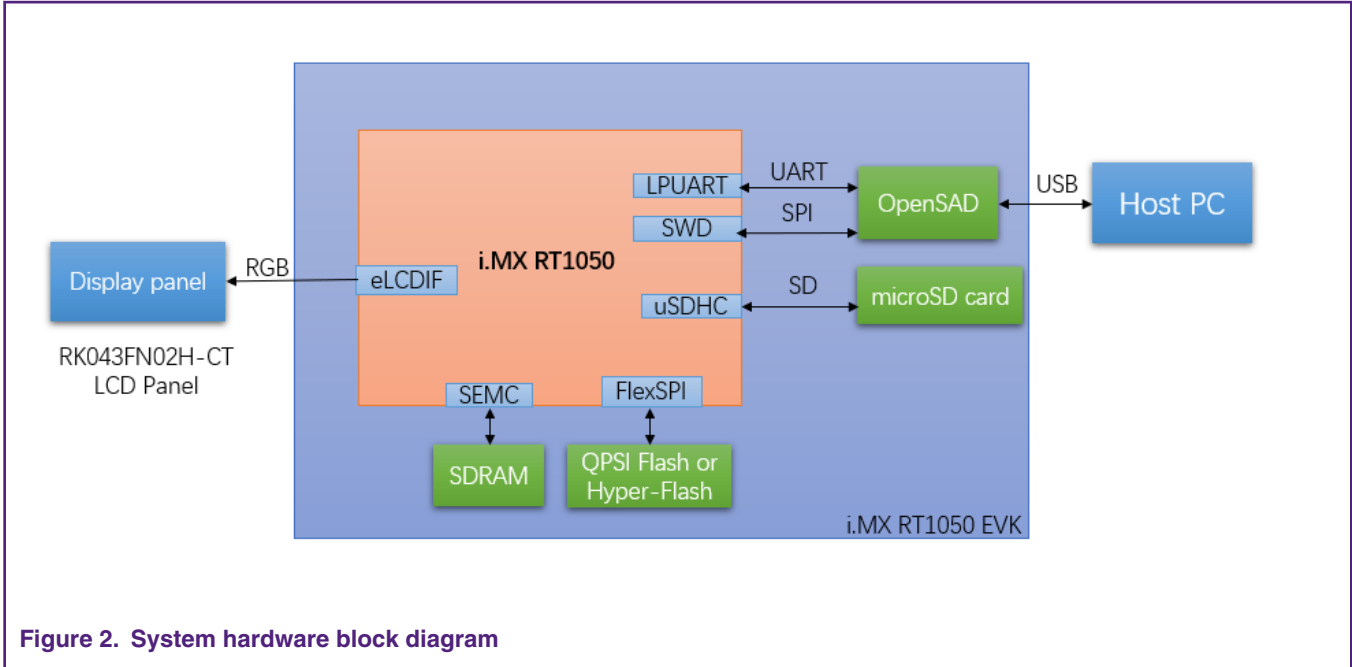 LPUART
UART
OpenSAD
USB
Host PC
SWD
SPI
i.MX RT1050
Display panel
RGB
eLCDIF
uSDHC
SD
microSD card
RK043FN02H-CT
LCD Panel
SEMC
FlexSPI
SDRAM
QPSI Flash or
Hyper-Flash
i.MX RT1050 EVK
Figure 2. System hardware block diagram